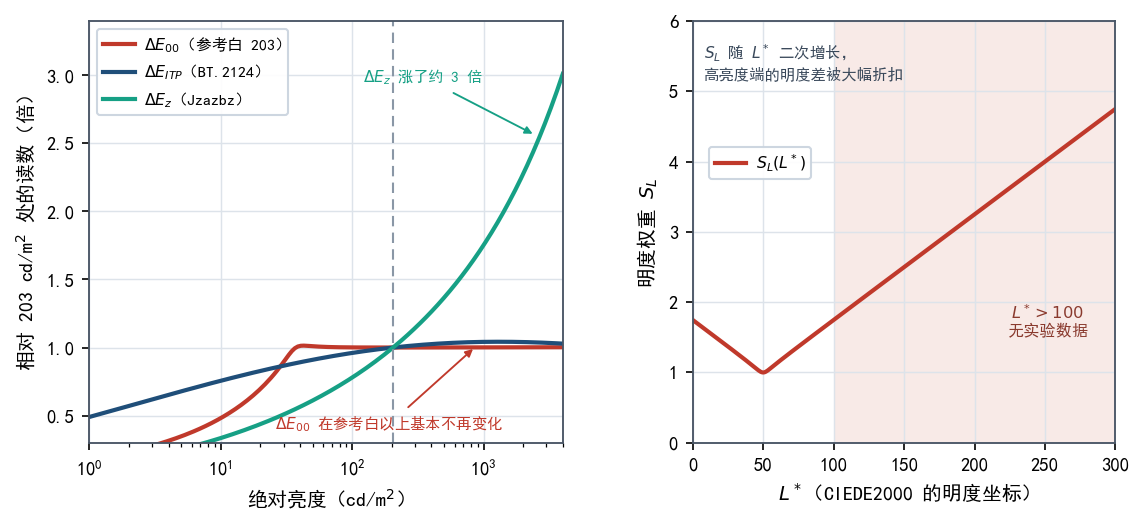 ΔE₀₀（参考白 203）
ΔE_ITP（BT.2124）
ΔE_z（Jzazbz）
ΔE_z 涨了约 3 倍
ΔE₀₀ 在参考白以上基本不再变化
相对 203 cd/m² 处的读数（倍）
3.0
2.5
2.0
1.5
1.0
0.5
10⁰
10¹
10²
10³
绝对亮度（cd/m²）
S_L 随 L* 二次增长，
高亮度端的明度差被大幅折扣
S_L(L*)
L* > 100
无实验数据
明度权重 S_L
6
5
4
3
2
1
0
0
50
100
150
200
250
300
L*（CIEDE2000 的明度坐标）